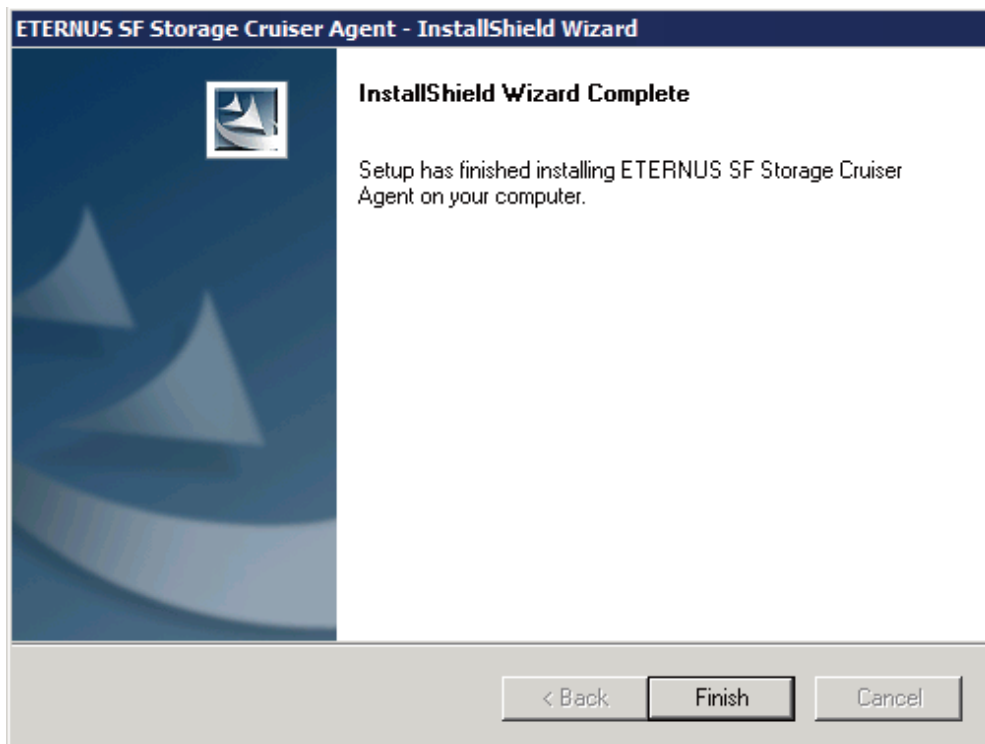 ETERNUS SF Storage Cruiser Agent - InstallShield Wizard
InstallShield Wizard Complete
Setup has finished installing ETERNUS SF Storage Cruiser
Agent on your computer.
< Back Finish Cancel